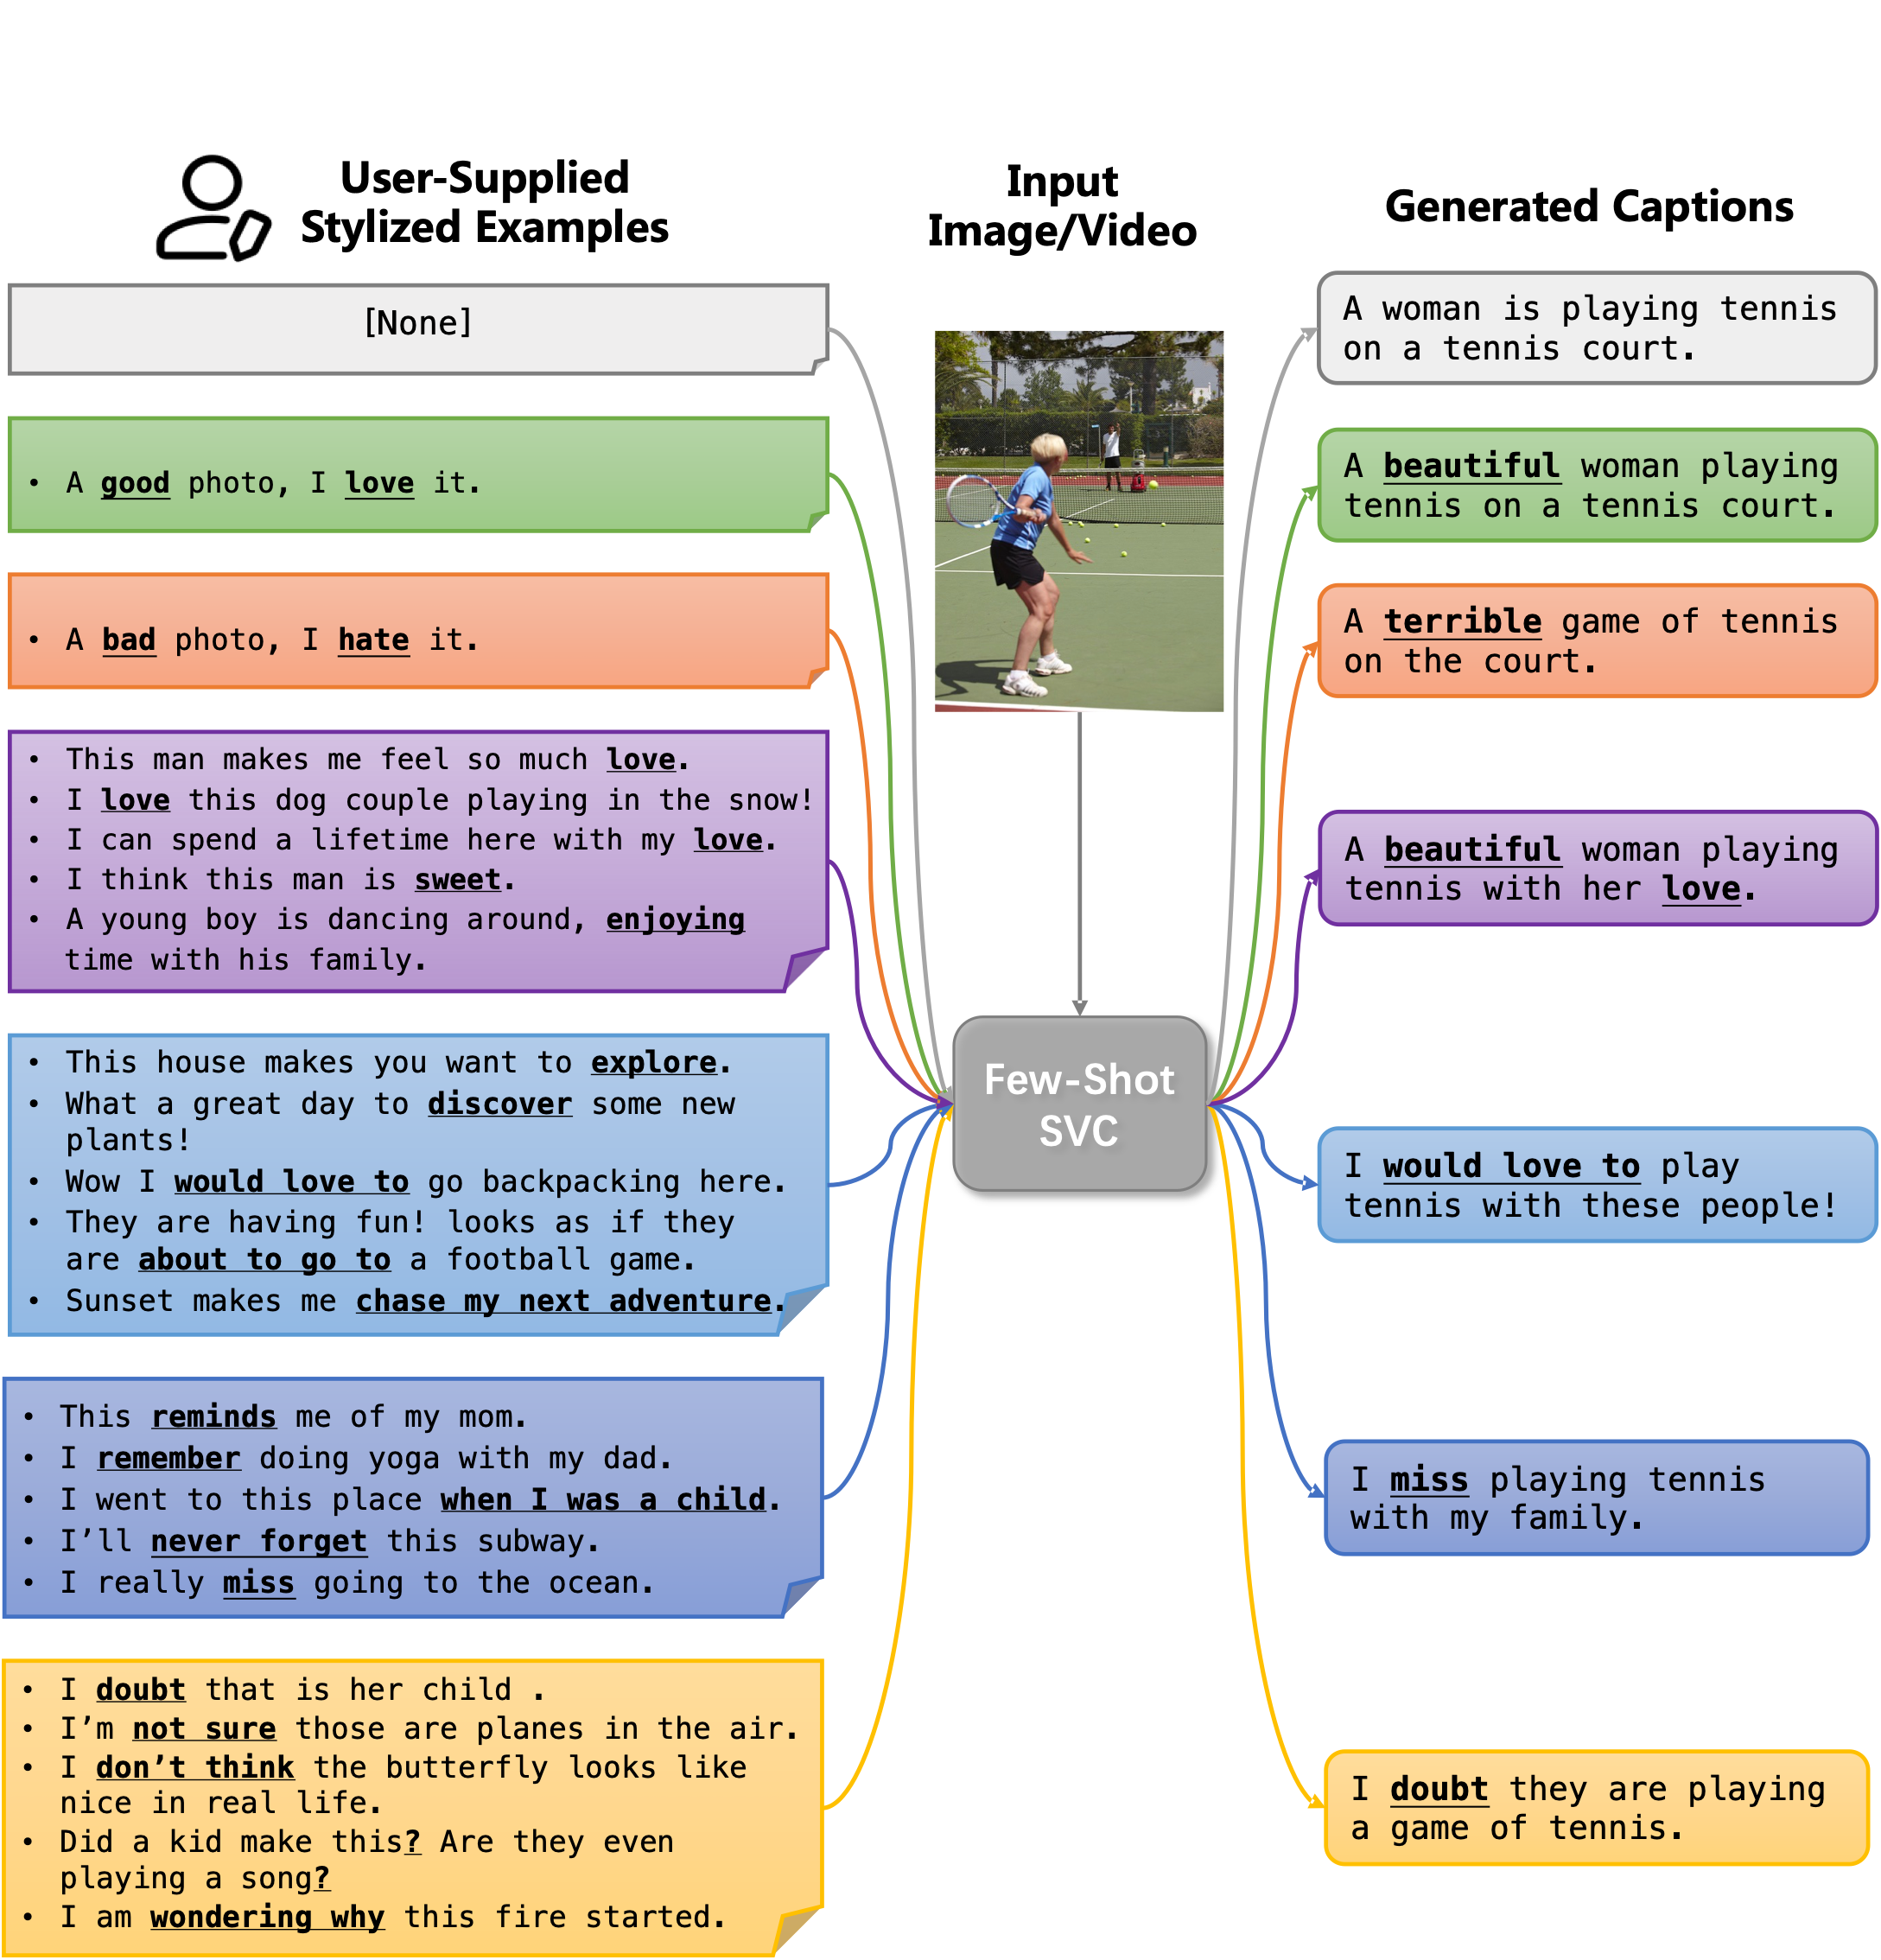 User-Supplied
Stylized Examples
Input
Image/Video
Generated Captions
[None]
• A good photo, I love it.
• A bad photo, I hate it.
• This man makes me feel so much love.
• I love this dog couple playing in the snow!
• I can spend a lifetime here with my love.
• I think this man is sweet.
• A young boy is dancing around, enjoying
time with his family.
• This house makes you want to explore.
• What a great day to discover some new
plants!
• Wow I would love to go backpacking here.
• They are having fun! looks as if they
are about to go to a football game.
• Sunset makes me chase my next adventure.
• This reminds me of my mom.
• I remember doing yoga with my dad.
• I went to this place when I was a child.
• I’ll never forget this subway.
• I really miss going to the ocean.
• I doubt that is her child .
• I’m not sure those are planes in the air.
• I don’t think the butterfly looks like
nice in real life.
• Did a kid make this? Are they even
playing a song?
• I am wondering why this fire started.
Few-Shot
SVC
A woman is playing tennis
on a tennis court.
A beautiful woman playing
tennis on a tennis court.
A terrible game of tennis
on the court.
A beautiful woman playing
tennis with her love.
I would love to play
tennis with these people!
I miss playing tennis
with my family.
I doubt they are playing
a game of tennis.